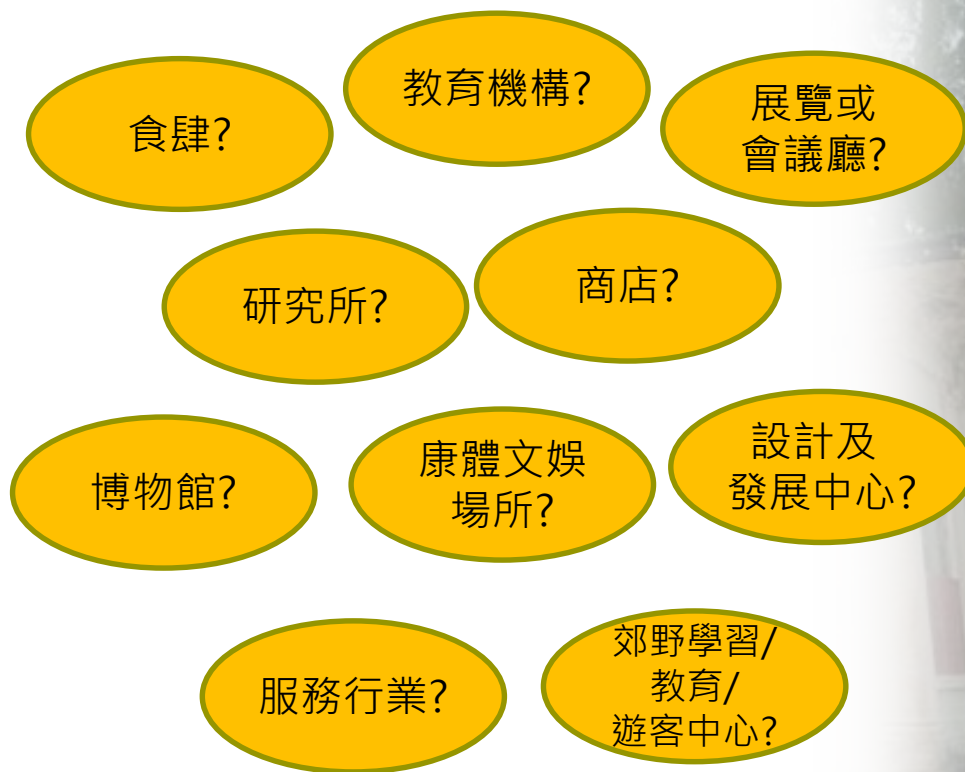 食肆?
教育機構?
展覽或
會議廳?
研究所?
商店?
博物館?
康體文娛
場所?
設計及
發展中心?
服務行業?
郊野學習/
教育/
遊客中心?